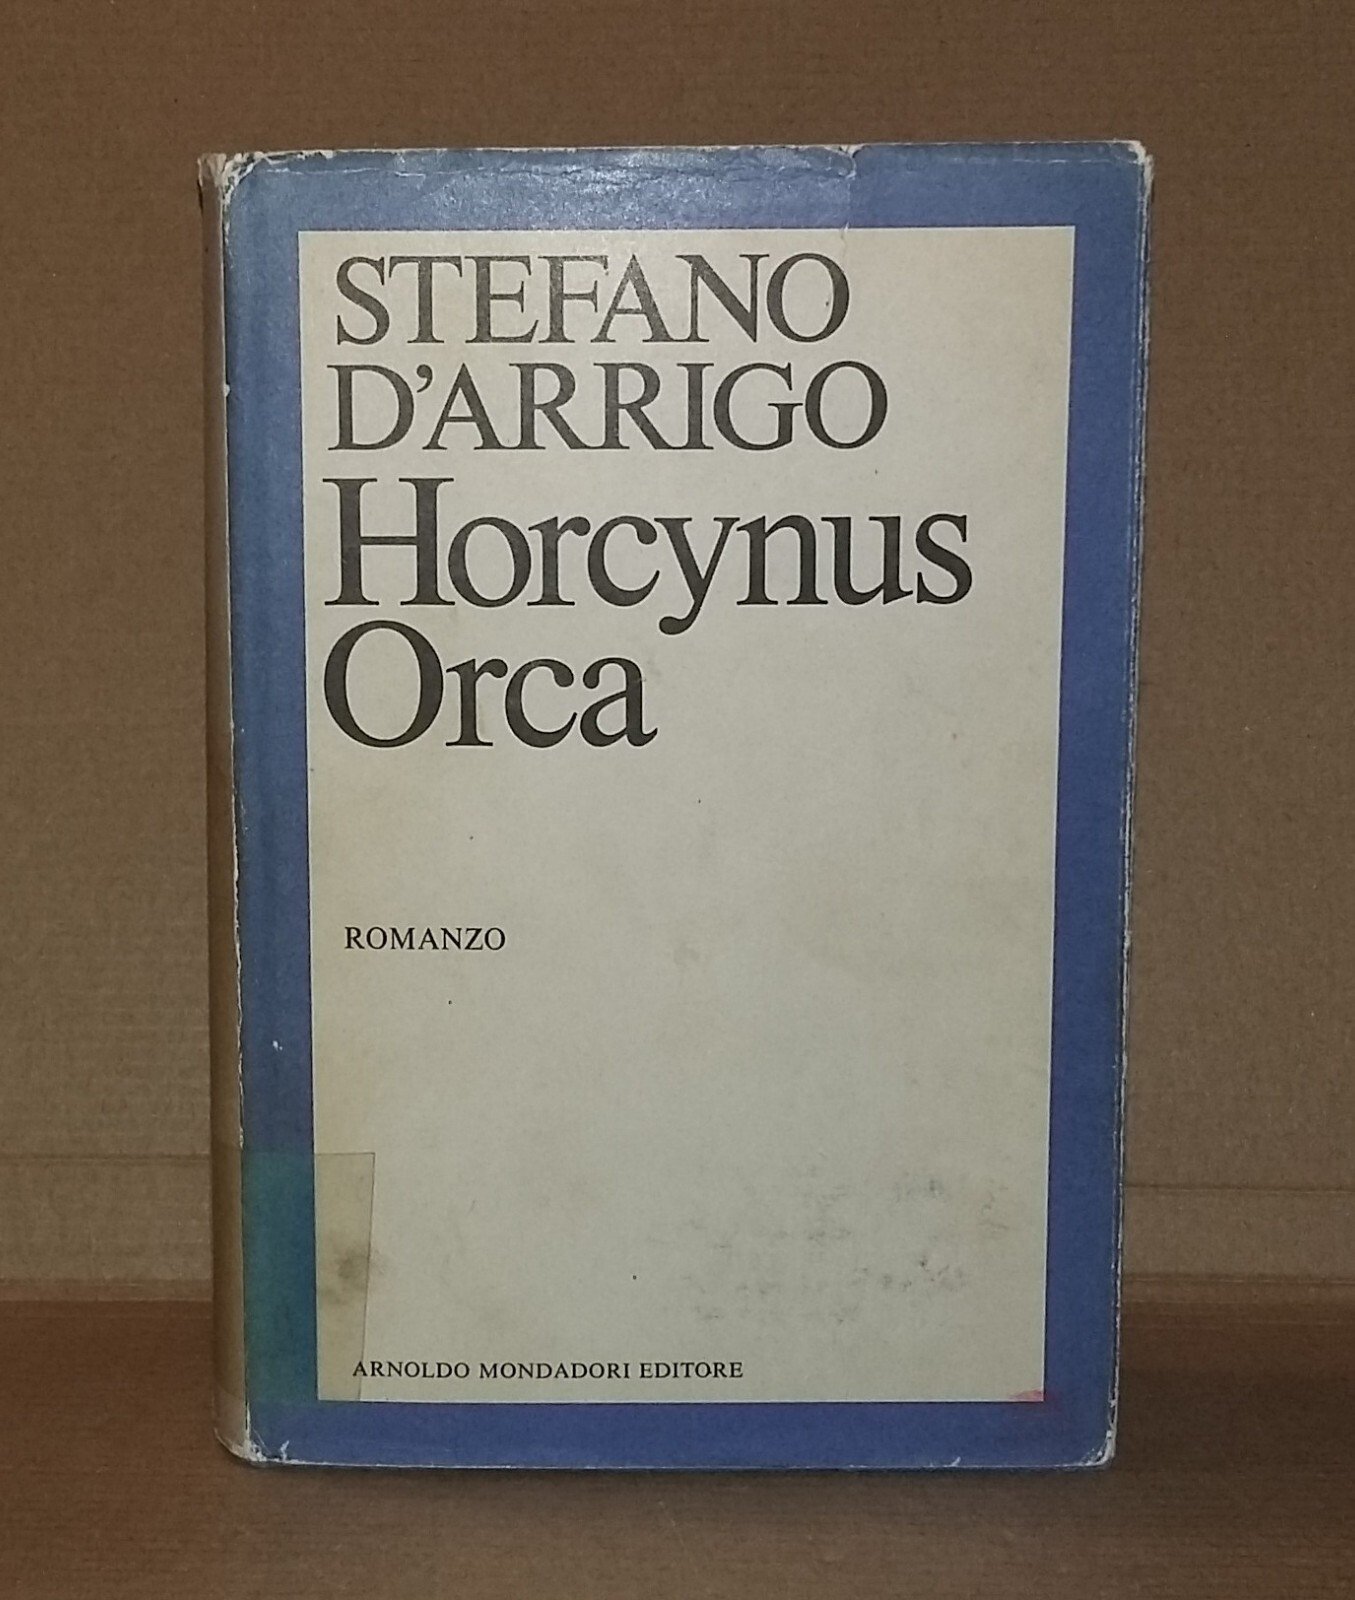 STEFANO
D'ARRIGO
Horcynus
Orca
ROMANZO
ARNOLDO MONDADORI EDITORE